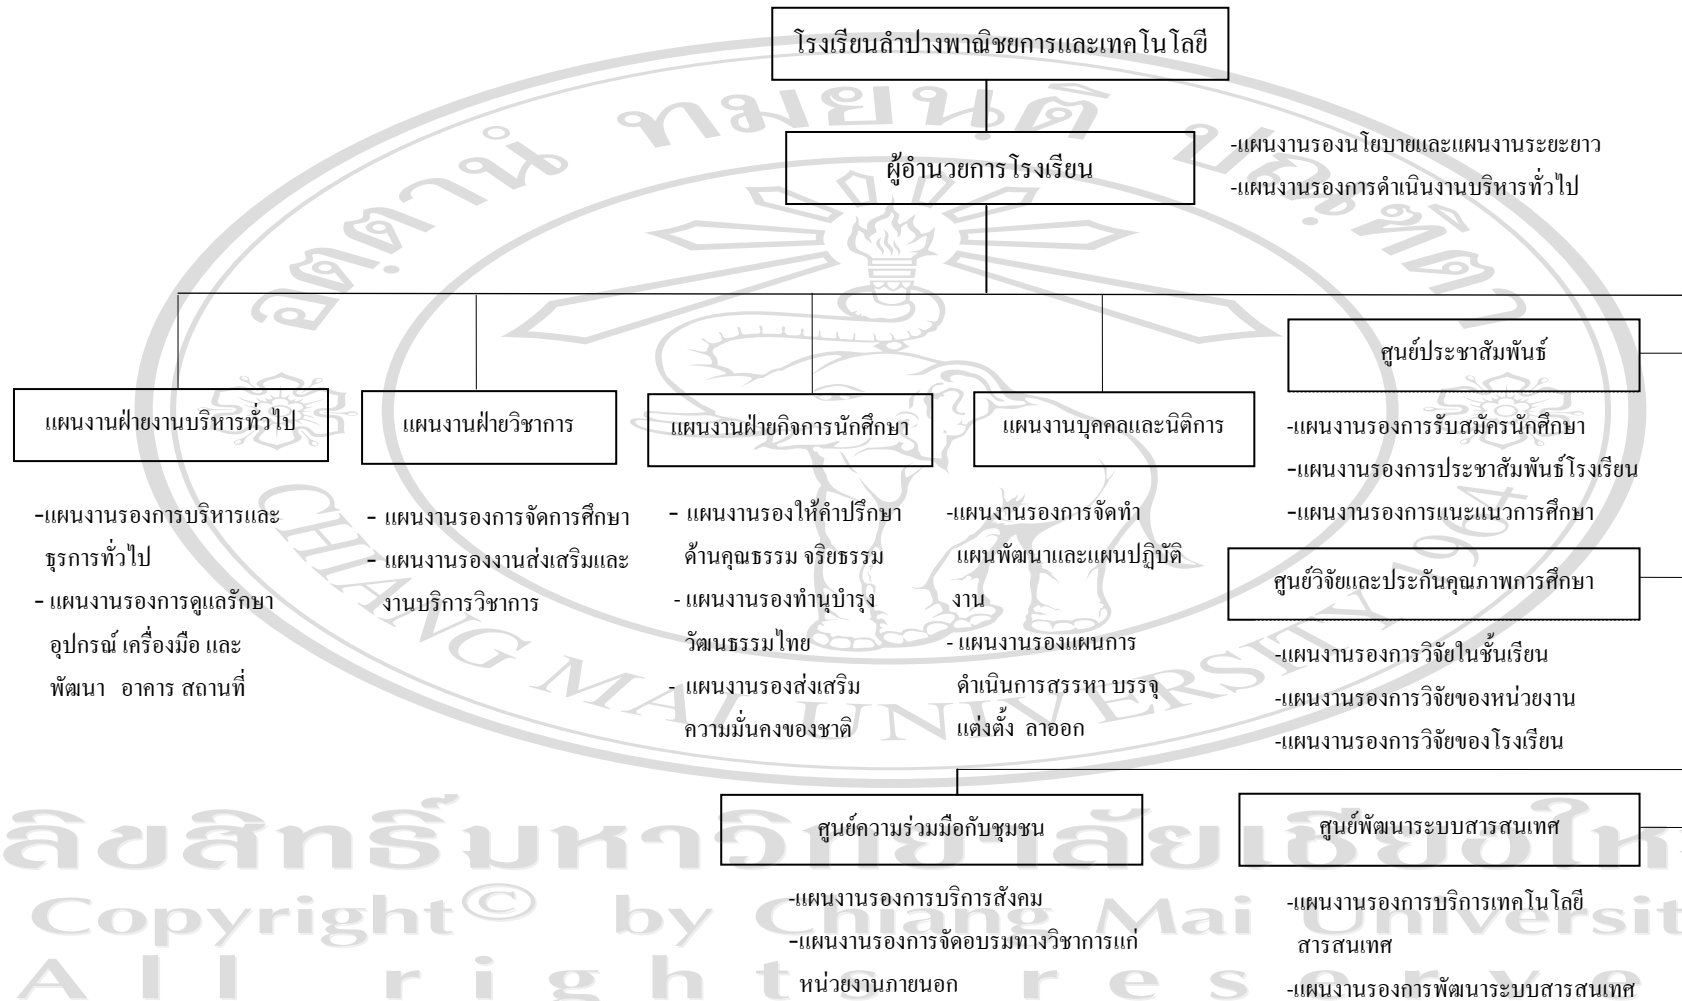 โรงเรียนลำปางพาณิชยการและเทคโนโลยี
ผู้อำนวยการโรงเรียน
-แผนงานรองนโยบายและแผนงานระยะยาว
-แผนงานรองการดำเนินงานบริหารทั่วไป
แผนงานฝ่ายงานบริหารทั่วไป
-แผนงานรองการบริหารและ
ธุรการทั่วไป
- แผนงานรองการดูแลรักษา
อุปกรณ์ เครื่องมือ และ
พัฒนา อาคาร สถานที่
แผนงานฝ่ายวิชาการ
- แผนงานรองการจัดการศึกษา
- แผนงานรองงานส่งเสริมและ
งานบริการวิชาการ
แผนงานฝ่ายกิจการนักศึกษา
- แผนงานรองให้คำปรึกษา
ด้านคุณธรรม จริยธรรม
- แผนงานรองทำนุบำรุง
วัฒนธรรมไทย
- แผนงานรองส่งเสริม
ความมั่นคงของชาติ
แผนงานบุคคลและนิติการ
-แผนงานรองการจัดทำ
แผนพัฒนาและแผนปฏิบัติ
งาน
- แผนงานรองแผนการ
ดำเนินการสรรหา บรรจุ
แต่งตั้ง ลาออก
ศูนย์ประชาสัมพันธ์
-แผนงานรองการรับสมัครนักศึกษา
-แผนงานรองการประชาสัมพันธ์โรงเรียน
-แผนงานรองการแนะแนวการศึกษา
ศูนย์วิจัยและประกันคุณภาพการศึกษา
-แผนงานรองการวิจัยในชั้นเรียน
-แผนงานรองการวิจัยของหน่วยงาน
-แผนงานรองการวิจัยของโรงเรียน
ศูนย์ความร่วมมือกับชุมชน
-แผนงานรองการบริการสังคม
-แผนงานรองการจัดอบรมทางวิชาการแก่
หน่วยงานภายนอก
ศูนย์พัฒนาระบบสารสนเทศ
-แผนงานรองการบริการเทคโนโลยี
สารสนเทศ
-แผนงานรองการพัฒนาระบบสารสนเทศ
อตฺตานํ ทมยนฺติ ปณฺฑิตา
CHIANG MAI UNIVERSITY 1964
ลิขสิทธิ์มหาวิทยาลัยเชียงให
Copyright© by Chiang Mai Universit
All rights reserve